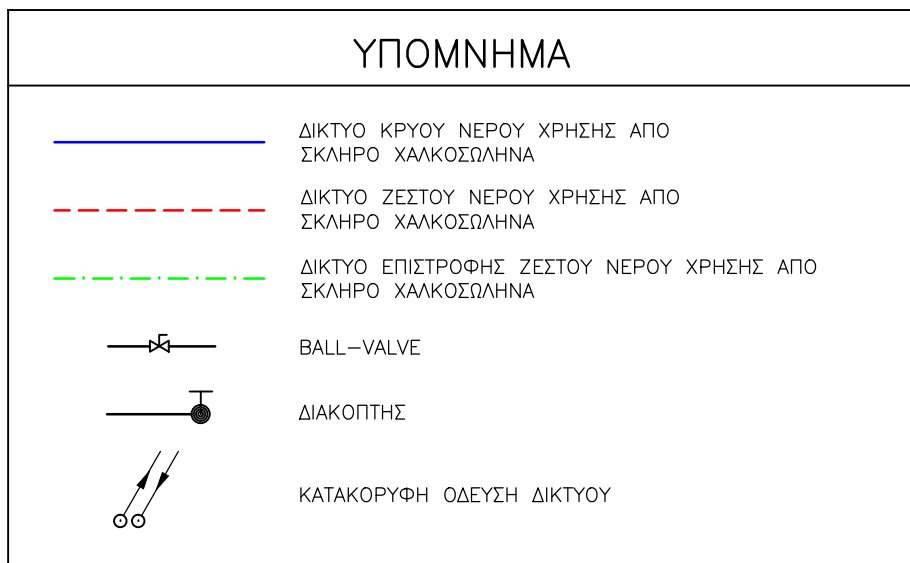 ΥΠΟΜΝΗΜΑ
ΔΙΚΤΥΟ ΚΡΥΟΥ ΝΕΡΟΥ ΧΡΗΣΗΣ ΑΠΟ
ΣΚΛΗΡΟ ΧΑΛΚΟΣΩΛΗΝΑ
ΔΙΚΤΥΟ ΖΕΣΤΟΥ ΝΕΡΟΥ ΧΡΗΣΗΣ ΑΠΟ
ΣΚΛΗΡΟ ΧΑΛΚΟΣΩΛΗΝΑ
ΔΙΚΤΥΟ ΕΠΙΣΤΡΟΦΗΣ ΖΕΣΤΟΥ ΝΕΡΟΥ ΧΡΗΣΗΣ ΑΠΟ
ΣΚΛΗΡΟ ΧΑΛΚΟΣΩΛΗΝΑ
BALL-VALVE
ΔΙΑΚΟΠΤΗΣ
ΚΑΤΑΚΟΡΥΦΗ ΟΔΕΥΣΗ ΔΙΚΤΥΟΥ